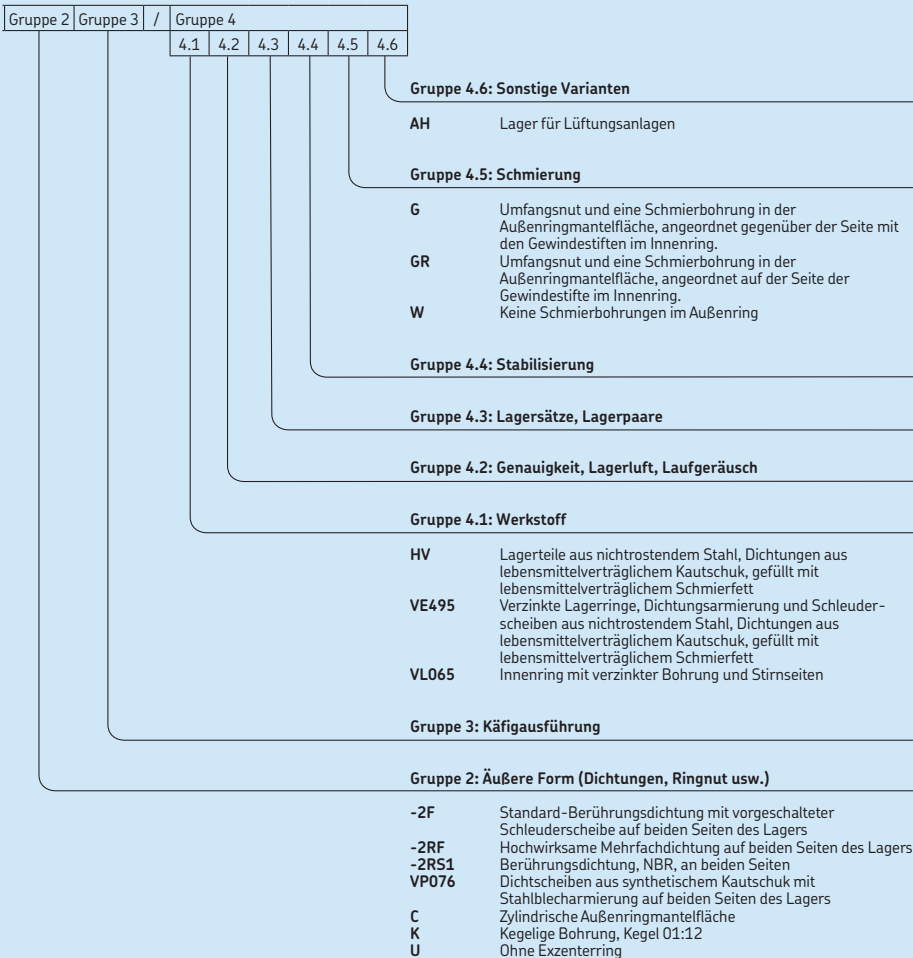 Gruppe 2 Gruppe 3 / Gruppe 4
4.1 4.2 4.3 4.4 4.5 4.6
Gruppe 4.6: Sonstige Varianten
AH Lager für Lüftungsanlagen
Gruppe 4.5: Schmierung
G Umfangsnut und eine Schmierbohrung in der
Außenringmantelfläche, angeordnet gegenüber der Seite mit
den Gewindestiften im Innenring.
GR Umfangsnut und eine Schmierbohrung in der
Außenringmantelfläche, angeordnet auf der Seite der
Gewindestifte im Innenring.
W Keine Schmierbohrungen im Außenring
Gruppe 4.4: Stabilisierung
Gruppe 4.3: Lagersätze, Lagerpaare
Gruppe 4.2: Genauigkeit, Lagerluft, Laufgeräusch
Gruppe 4.1: Werkstoff
HV Lagerteile aus nichtrostendem Stahl, Dichtungen aus
lebensmittelverträglichem Kautschuk, gefüllt mit
lebensmittelverträglichem Schmierfett
VE495 Verzinkte Lagerringe, Dichtungsarmierung und Schleuder-
scheiben aus nichtrostendem Stahl, Dichtungen aus
lebensmittelverträglichem Kautschuk, gefüllt mit
lebensmittelverträglichem Schmierfett
VL065 Innenring mit verzinkter Bohrung und Stirnseiten
Gruppe 3: Käfigausführung
Gruppe 2: Äußere Form (Dichtungen, Ringnut usw.)
-2F Standard-Berührungsdichtung mit vorgeschalteter
Schleuderscheibe auf beiden Seiten des Lagers
-2RF Hochwirksame Mehrfachdichtung auf beiden Seiten des Lagers
-2RS1 Berührungsdichtung, NBR, an beiden Seiten
VP076 Dichtscheiben aus synthetischem Kautschuk mit
Stahlblecharmierung auf beiden Seiten des Lagers
C Zylindrische Außenringmantelfläche
K Kegelige Bohrung, Kegel 01:12
U Ohne Exzenterring